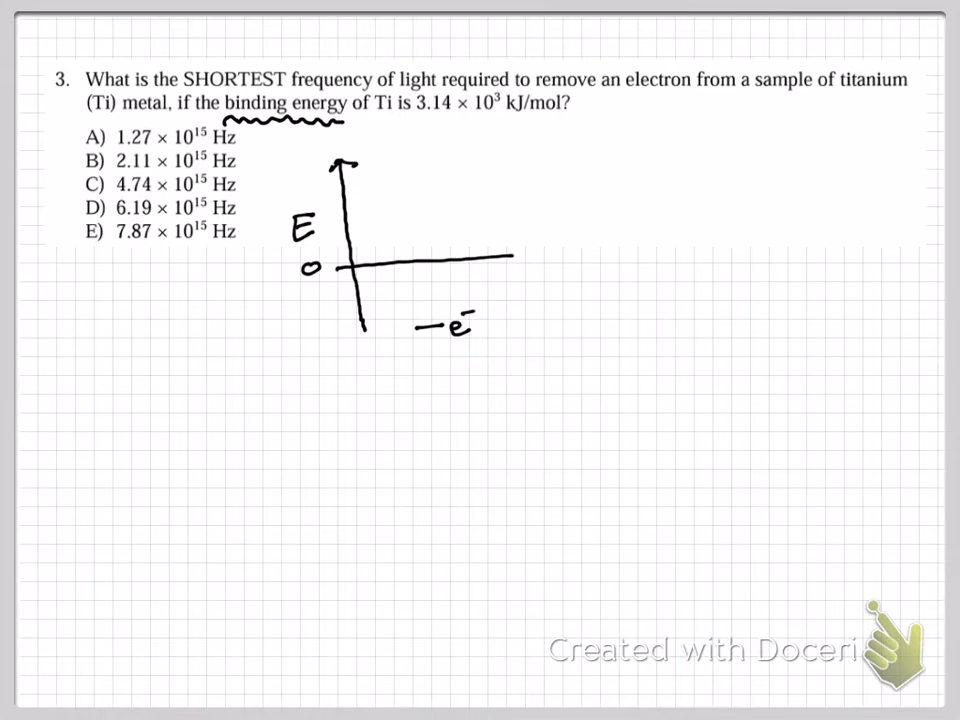 3. What is the SHORTEST frequency of light required to remove an electron from a sample of titanium
(Ti) metal, if the binding energy of Ti is 3.14 × 10³ kJ/mol?
A) 1.27 × 10¹⁵ Hz
B) 2.11 × 10¹⁵ Hz
C) 4.74 × 10¹⁵ Hz
D) 6.19 × 10¹⁵ Hz
E) 7.87 × 10¹⁵ Hz
E
0
e⁻
Created with Doceri